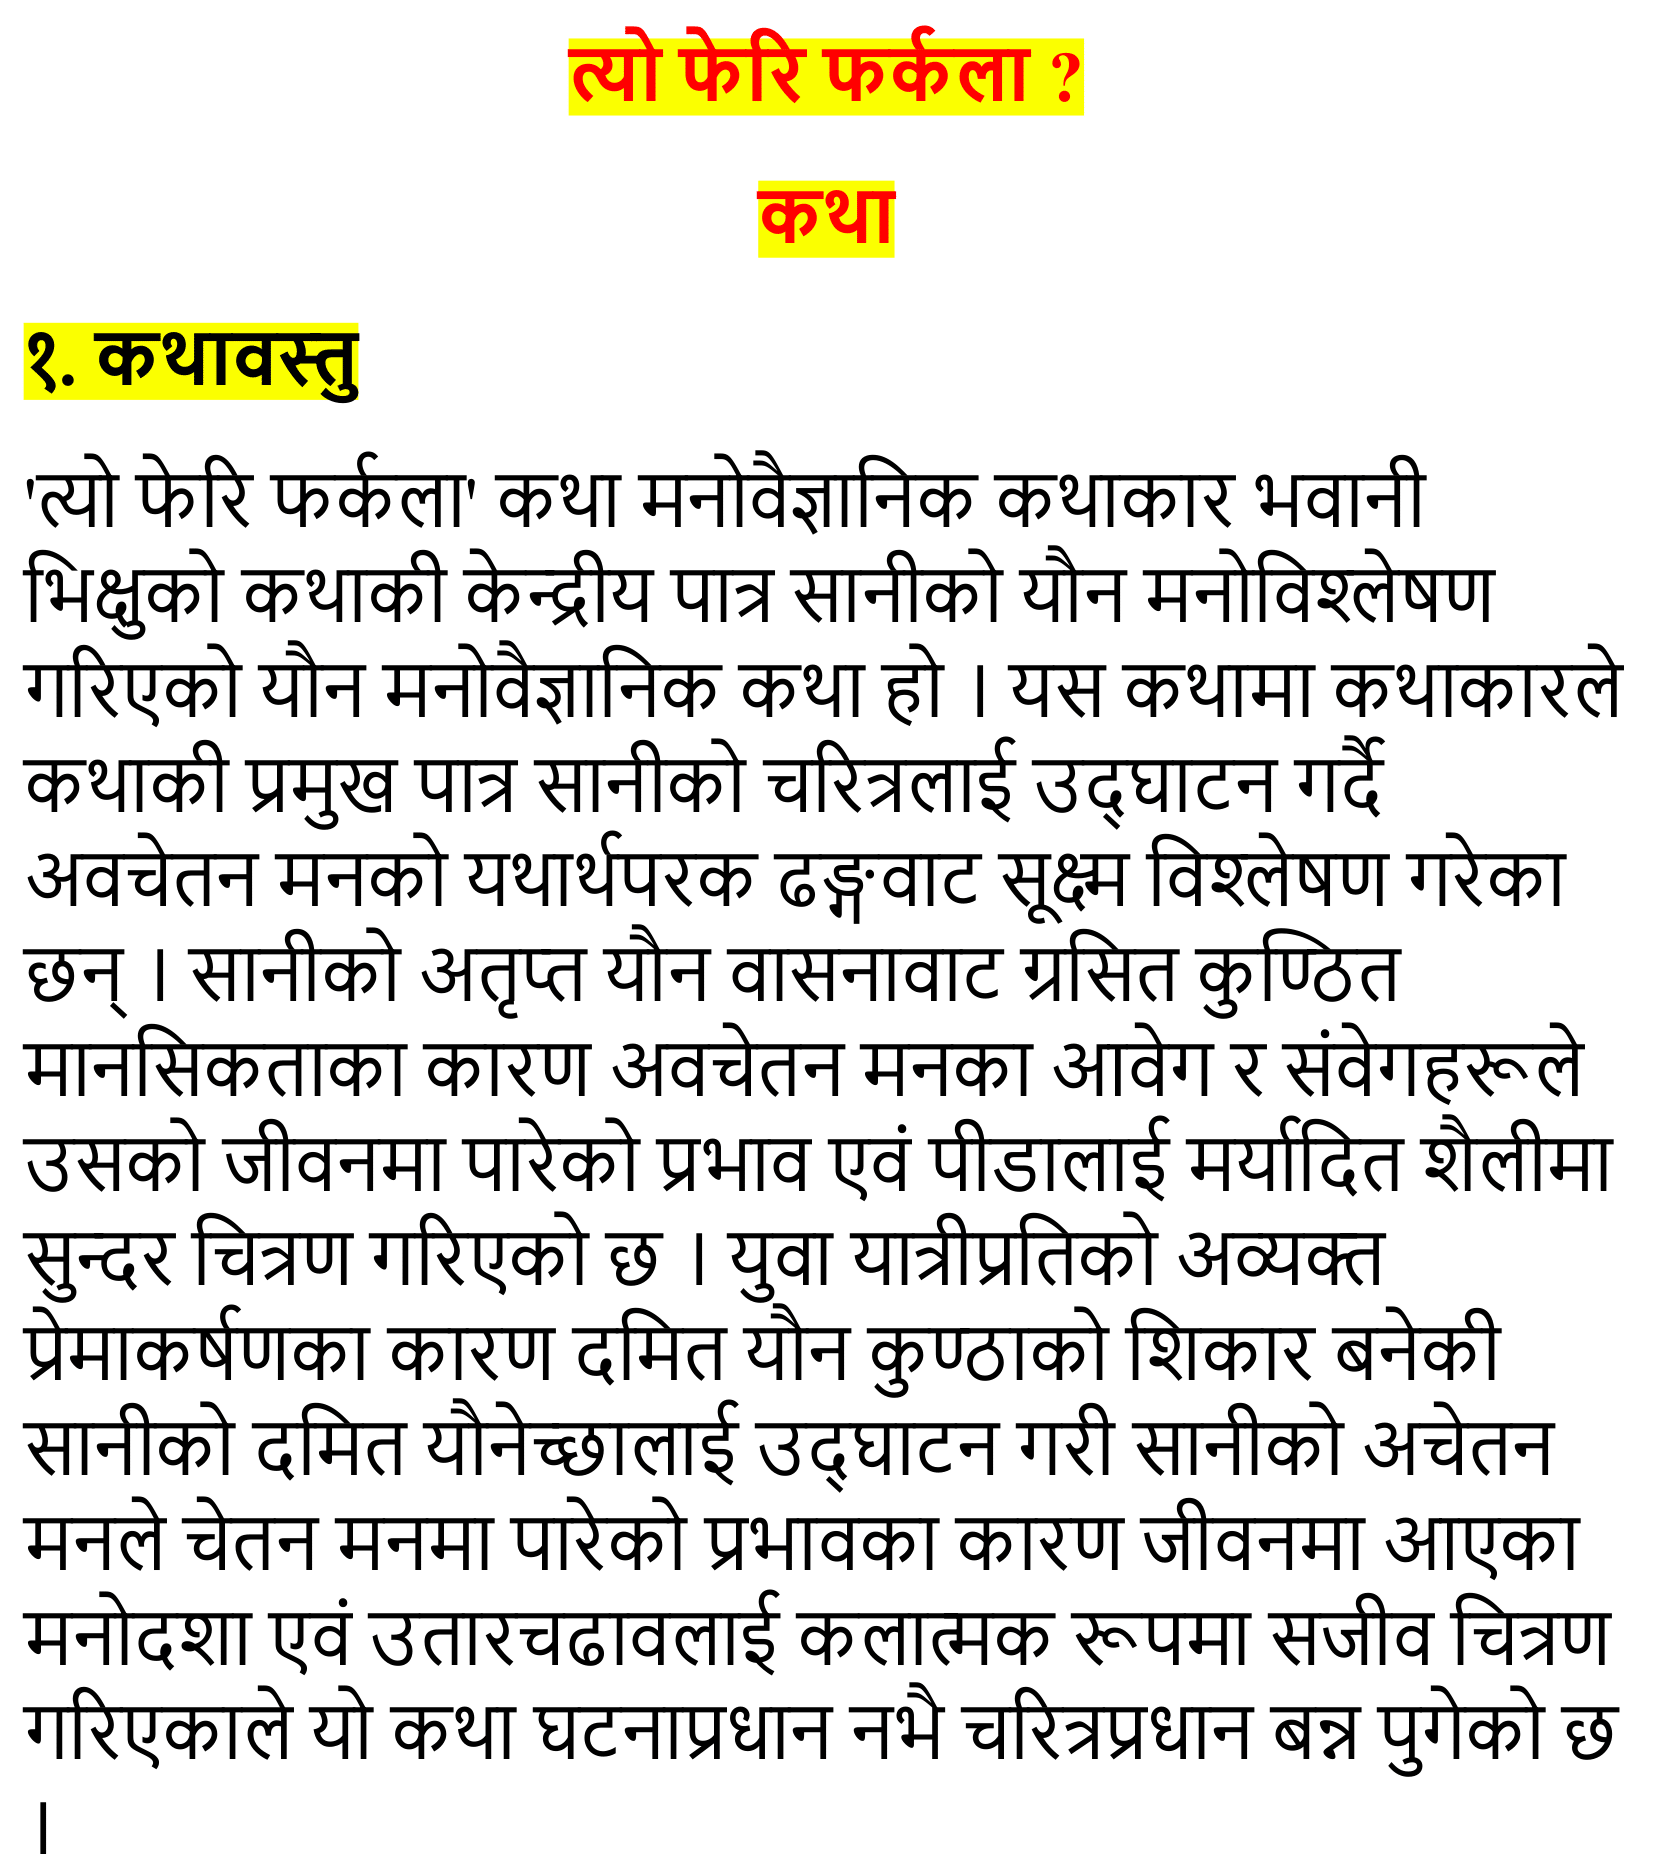 त्यो फेरि फर्कला ?
कथा
१. कथावस्तु
'त्यो फेरि फर्कला' कथा मनोवैज्ञानिक कथाकार भवानी
भिक्षुको कथाकी केन्द्रीय पात्र सानीको यौन मनोविश्लेषण
गरिएको यौन मनोवैज्ञानिक कथा हो । यस कथामा कथाकारले
कथाकी प्रमुख पात्र सानीको चरित्रलाई उद्घाटन गर्दै
अवचेतन मनको यथार्थपरक ढङ्गवाट सूक्ष्म विश्लेषण गरेका
छन् । सानीको अतृप्त यौन वासनावाट ग्रसित कुण्ठित
मानसिकताका कारण अवचेतन मनका आवेग र संवेगहरूले
उसको जीवनमा पारेको प्रभाव एवं पीडालाई मर्यादित शैलीमा
सुन्दर चित्रण गरिएको छ । युवा यात्रीप्रतिको अव्यक्त
प्रेमाकर्षणका कारण दमित यौन कुण्ठाको शिकार बनेकी
सानीको दमित यौनेच्छालाई उद्घाटन गरी सानीको अचेतन
मनले चेतन मनमा पारेको प्रभावका कारण जीवनमा आएका
मनोदशा एवं उतारचढावलाई कलात्मक रूपमा सजीव चित्रण
गरिएकाले यो कथा घटनाप्रधान नभै चरित्रप्रधान बन्न पुगेको छ
।